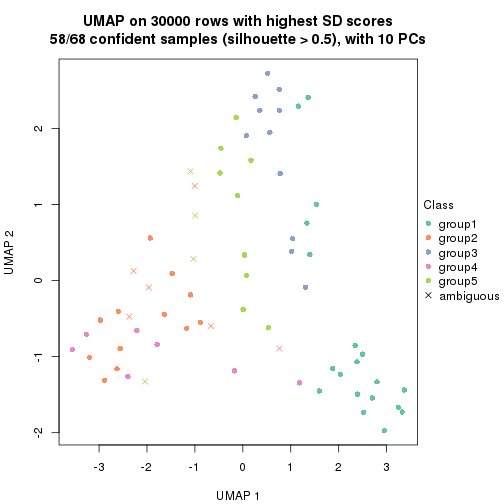 UMAP on 30000 rows with highest SD scores
58/68 confident samples (silhouette > 0.5), with 10 PCs
2
1
0
-1
-2
UMAP 2
-3
-2
-1
0
1
2
3
UMAP 1
Class
group1
group2
group3
group4
group5
ambiguous